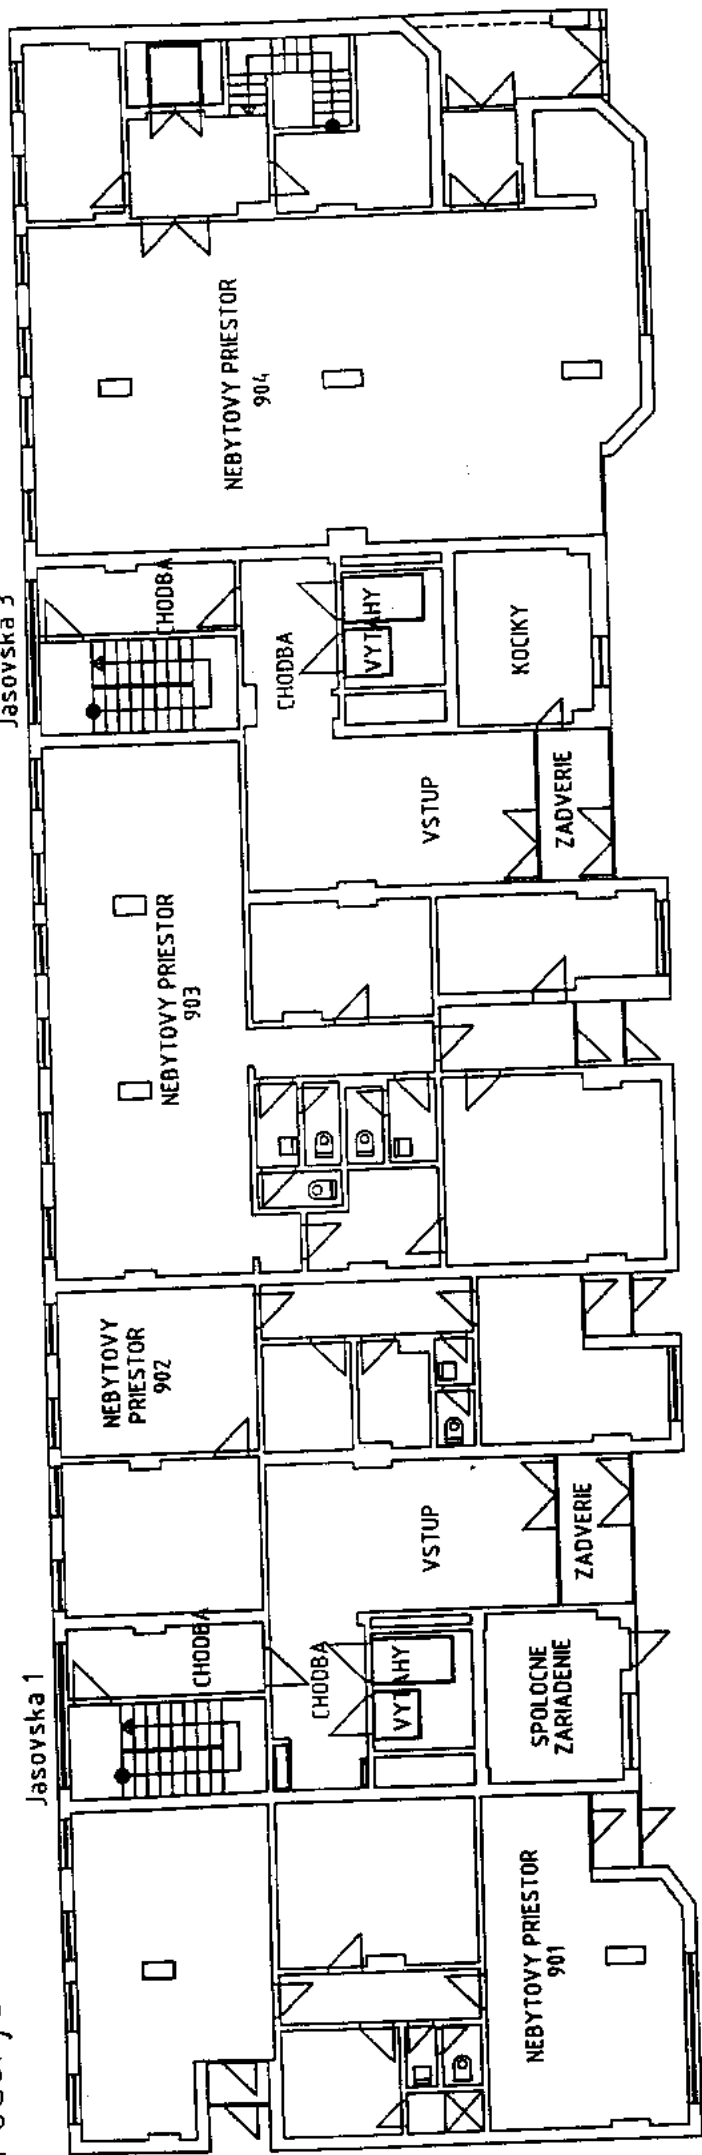 Jasovska 1
Jasovska 3
NEBYTOVY PRIESTOR
901
SPOLOCNE
ZARIADENIE
CHODBA
CHODBA
VYTAHY
VSTUP
ZADVERIE
NEBYTOVY
PRIESTOR
902
NEBYTOVY PRIESTOR
903
VSTUP
ZADVERIE
CHODBA
CHODBA
VYTAHY
KOCIKY
NEBYTOVY PRIESTOR
904